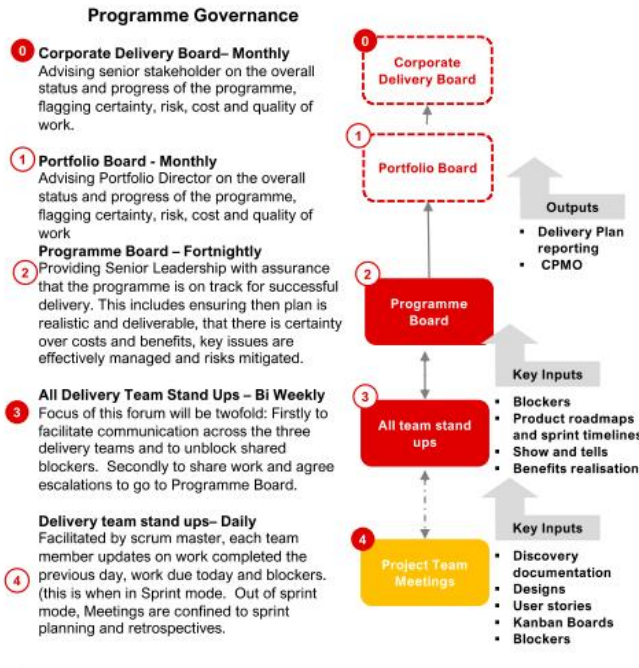 Programme Governance
0
Corporate Delivery Board– Monthly
Advising senior stakeholder on the overall
status and progress of the programme,
flagging certainty, risk, cost and quality of
work.
1
Portfolio Board - Monthly
Advising Portfolio Director on the overall
status and progress of the programme,
flagging certainty, risk, cost and quality of
work
Programme Board – Fortnightly
2
Providing Senior Leadership with assurance
that the programme is on track for successful
delivery. This includes ensuring then plan is
realistic and deliverable, that there is certainty
over costs and benefits, key issues are
effectively managed and risks mitigated.
All Delivery Team Stand Ups – Bi Weekly
3
Focus of this forum will be twofold: Firstly to
facilitate communication across the three
delivery teams and to unblock shared
blockers. Secondly to share work and agree
escalations to go to Programme Board.
Delivery team stand ups– Daily
4
Facilitated by scrum master, each team
member updates on work completed the
previous day, work due today and blockers.
(this is when in Sprint mode. Out of sprint
mode, Meetings are confined to sprint
planning and retrospectives.
0
Corporate
Delivery Board
1
Portfolio Board
2
Programme
Board
3
All team stand
ups
4
Project Team
Meetings
Outputs
▪ Delivery Plan
reporting
▪ CPMO
Key Inputs
▪ Blockers
▪ Product roadmaps
and sprint timelines
▪ Show and tells
▪ Benefits realisation
Key Inputs
▪ Discovery
documentation
▪ Designs
▪ User stories
▪ Kanban Boards
▪ Blockers